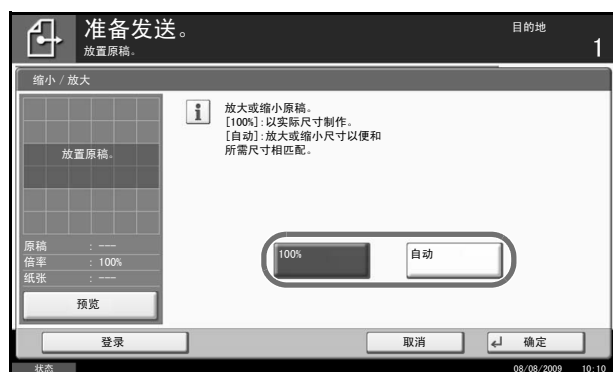 准备发送。
放置原稿。
目的地
1
缩小 / 放大
放置原稿。
i
放大或缩小原稿。
[100%]:以实际尺寸制作。
[自动]:放大或缩小尺寸以便和
所需尺寸相匹配。
原稿 : ---
倍率 : 100%
纸张 : ---
预览
100%
自动
登录
取消
确定
状态
08/08/2009 10:10